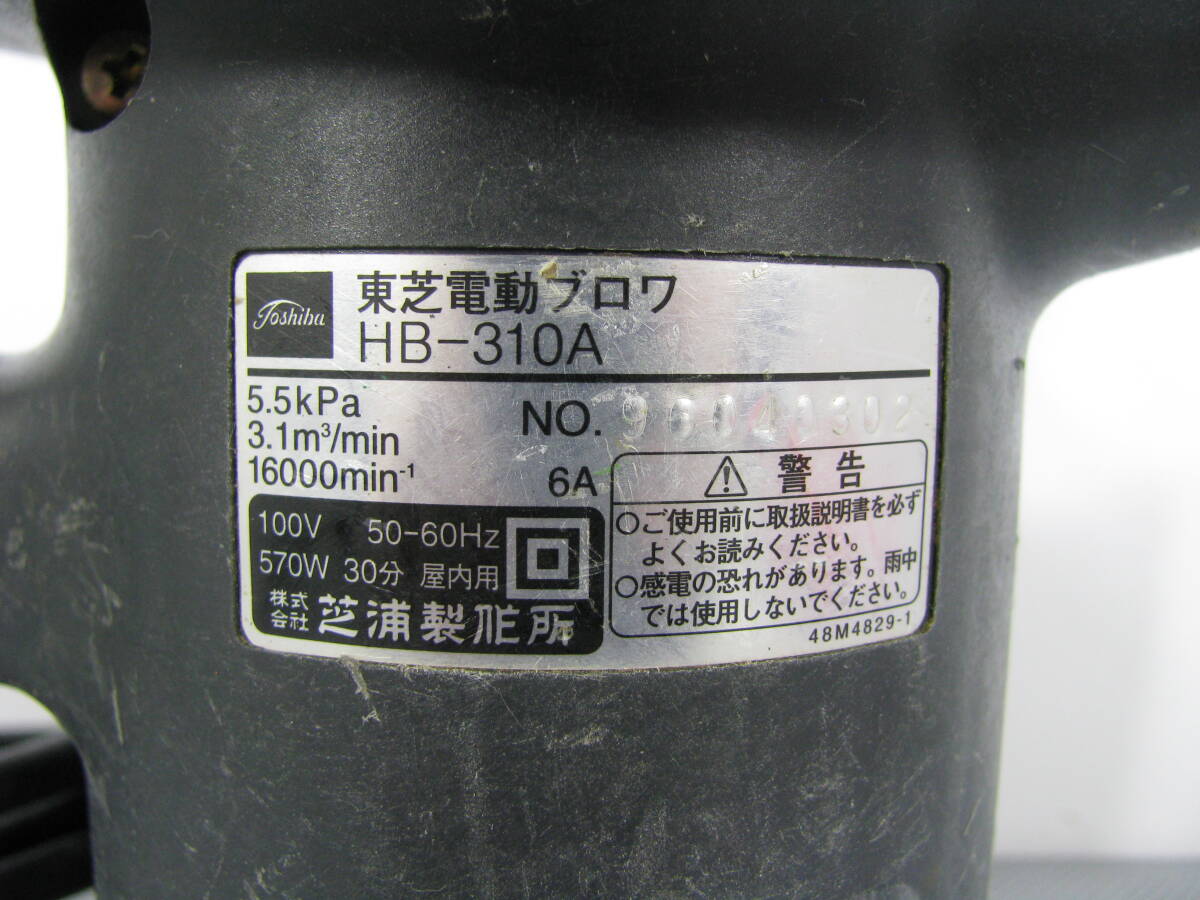 Toshiba
東芝電動ブロワ
HB-310A
5.5kPa
3.1m³/min
16000min⁻¹
NO. 96040302
6A
100V 50-60Hz
570W 30分 屋内用
株式会社 芝浦製作所
警告
○ご使用前に取扱説明書を必ず
よくお読みください。
○感電の恐れがあります。雨中
では使用しないでください。
48M4829-1